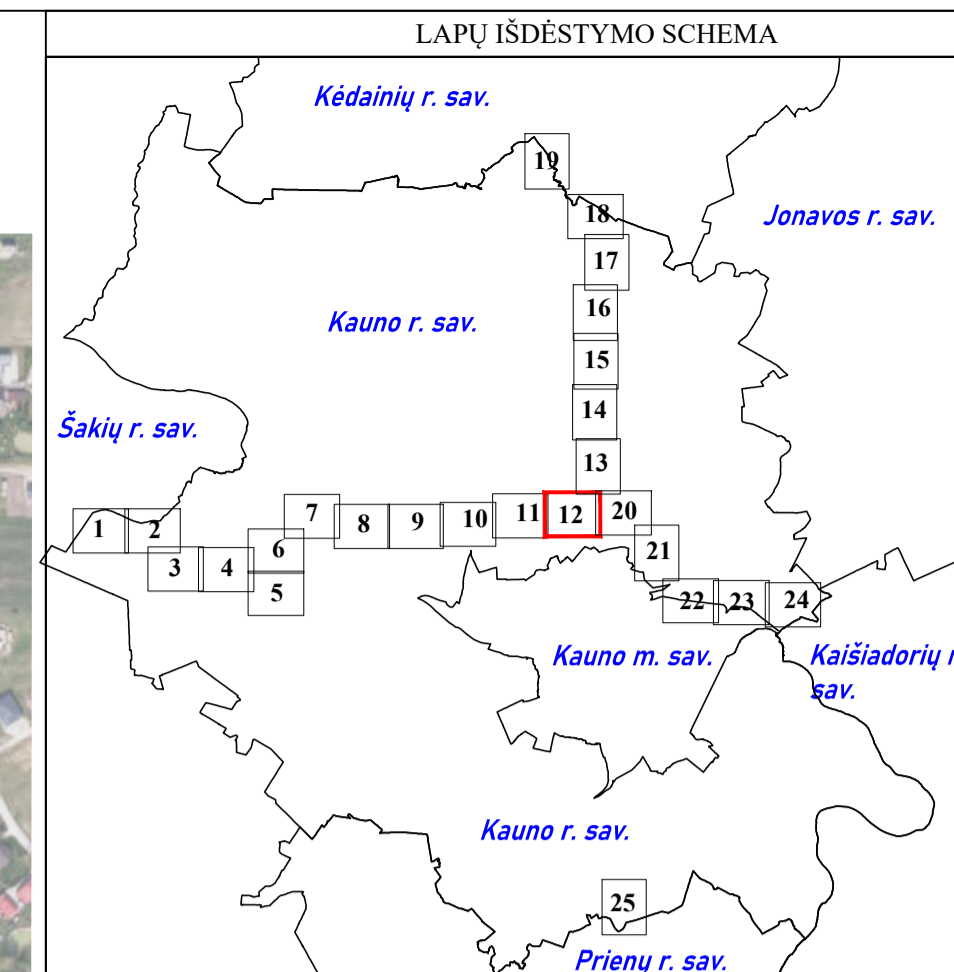 LAPŲ IŠDĖSTYMO SCHEMA
Kėdainių r. sav.
19
18
Jonavos r. sav.
17
16
Kauno r. sav.
15
14
Šakių r. sav.
13
7
8
9
10
11
12
20
1
2
6
21
3
4
5
22
23
24
Kauno m. sav.
Kaišiadorių r
sav.
Kauno r. sav.
25
Prienų r. sav.